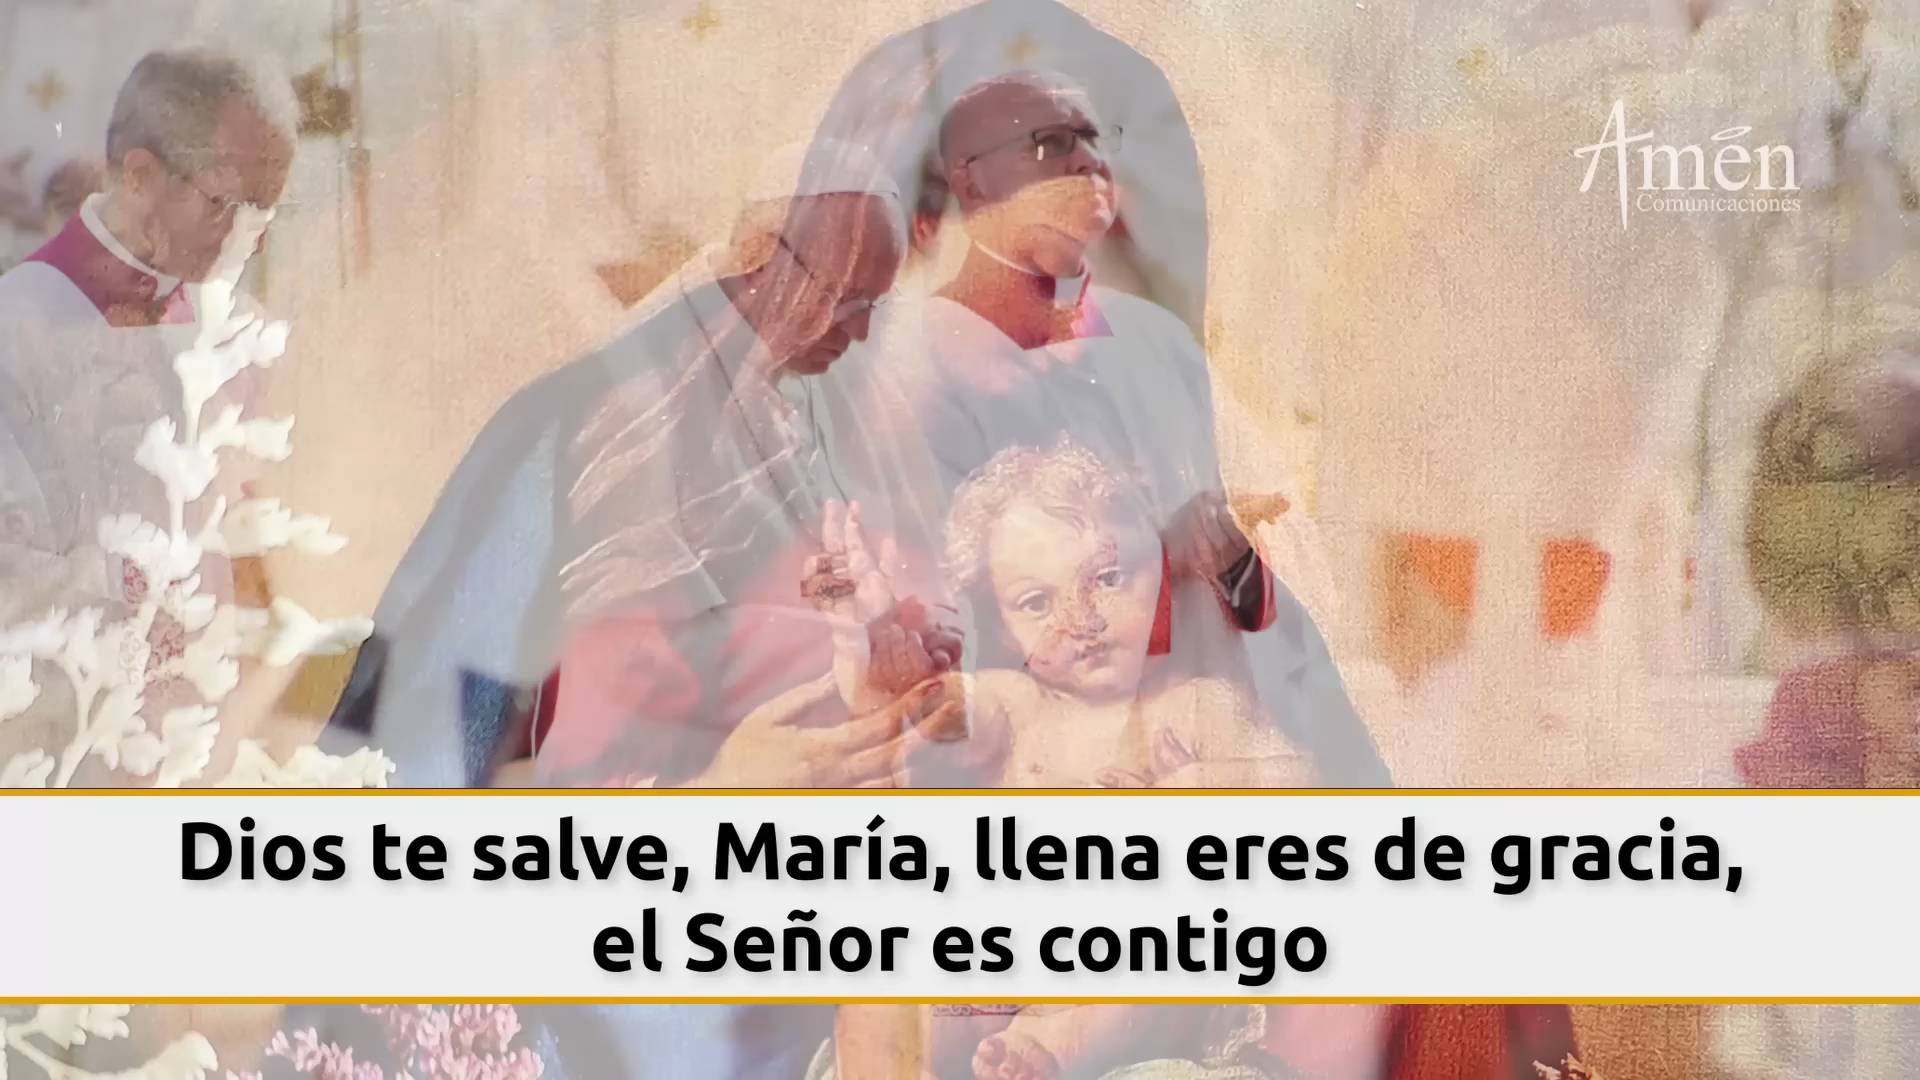 Amén
Comunicaciones
Dios te salve, María, llena eres de gracia,
el Señor es contigo